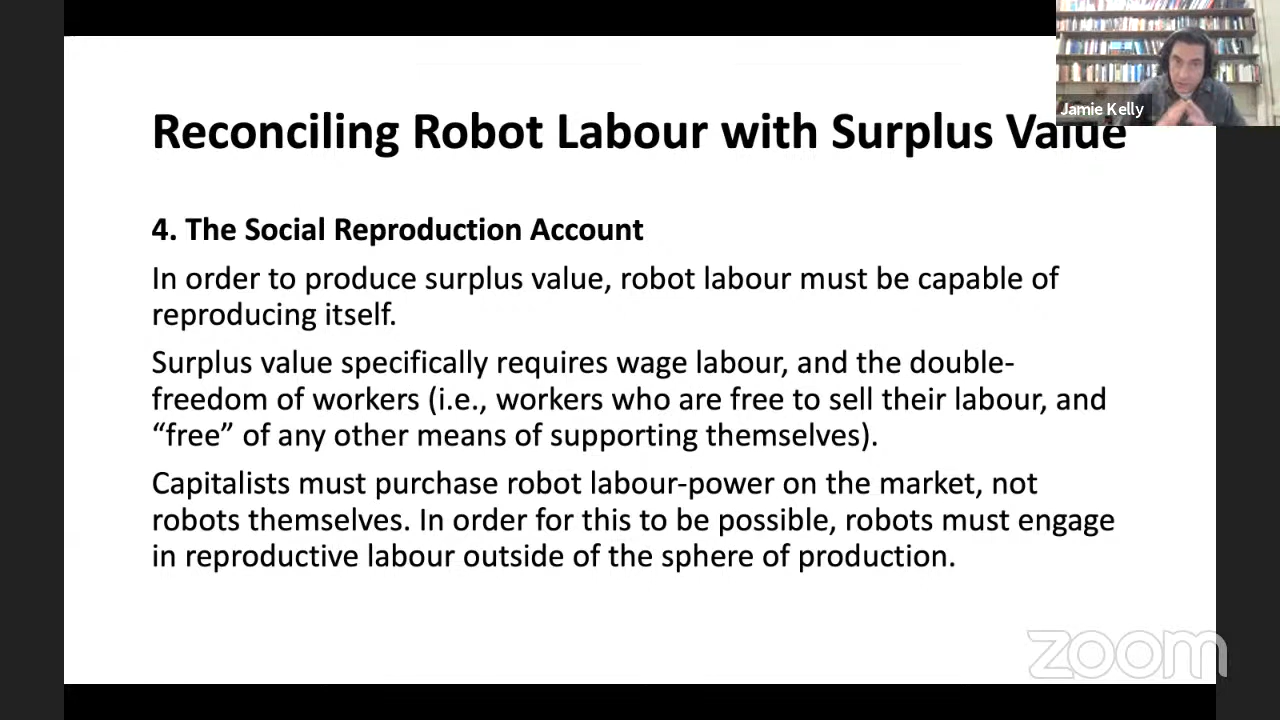 Jamie Kelly
Reconciling Robot Labour with Surplus Value
4. The Social Reproduction Account
In order to produce surplus value, robot labour must be capable of
reproducing itself.
Surplus value specifically requires wage labour, and the double-
freedom of workers (i.e., workers who are free to sell their labour, and
“free” of any other means of supporting themselves).
Capitalists must purchase robot labour-power on the market, not
robots themselves. In order for this to be possible, robots must engage
in reproductive labour outside of the sphere of production.
zoom